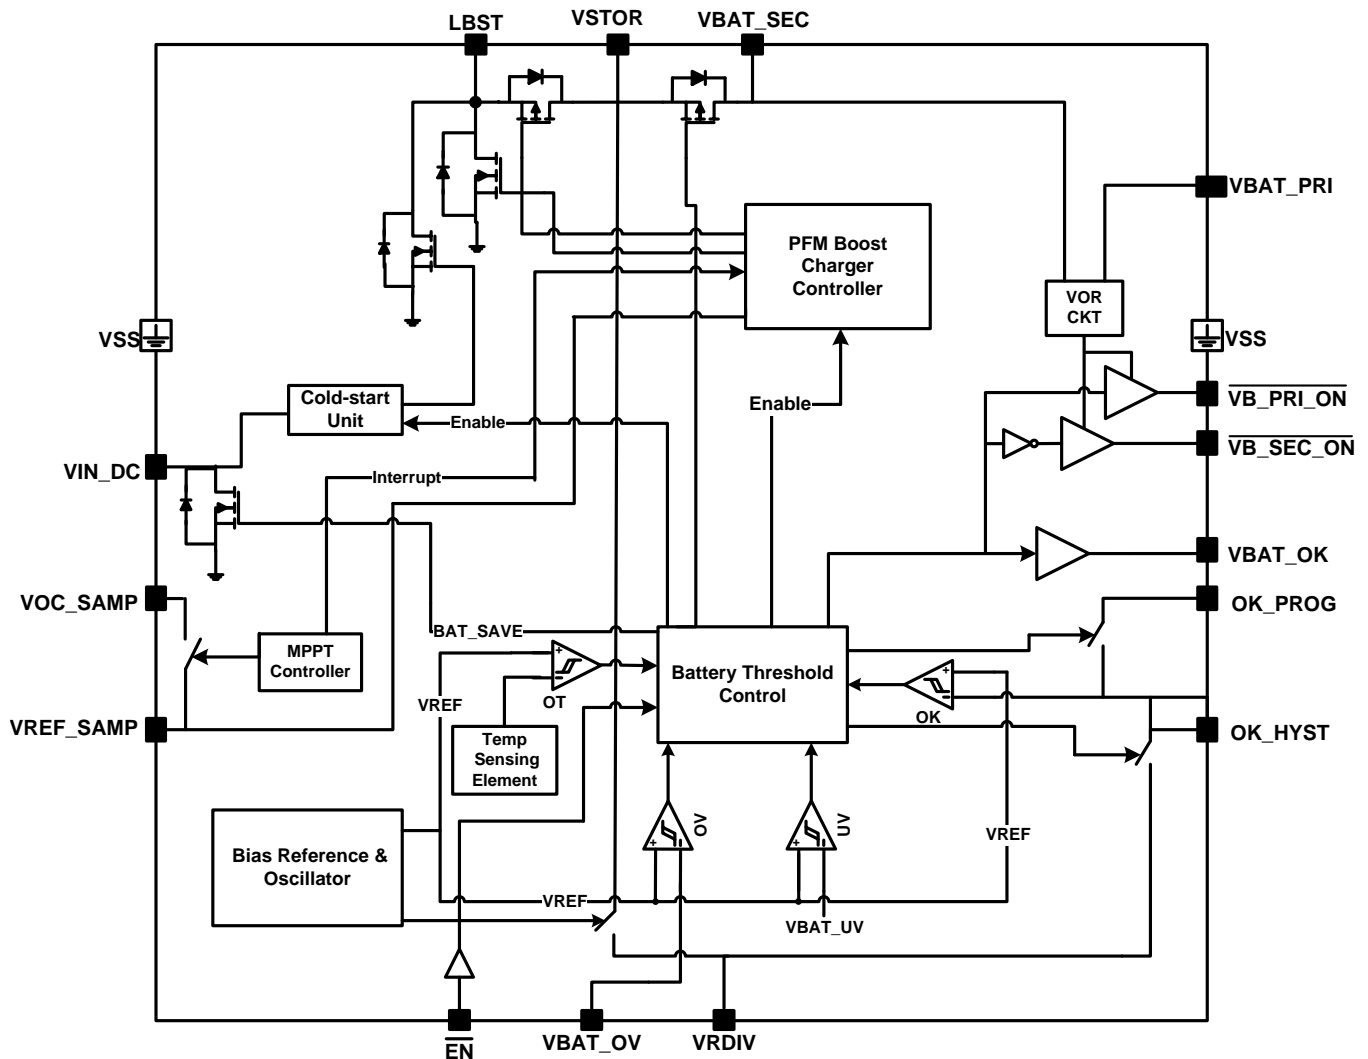 LBST
VSTOR
VBAT_SEC
VBAT_PRI
PFM Boost
Charger
Controller
VOR
CKT
VSS
VSS
Cold-start
Unit
Enable
Enable
VB_PRI_ON
VB_SEC_ON
VIN_DC
Interrupt
VBAT_OK
VOC_SAMP
OK_PROG
BAT_SAVE
MPPT
Controller
+
OT
Battery Threshold
Control
+
OK
VREF
VREF_SAMP
OK_HYST
Temp
Sensing
Element
Bias Reference &
Oscillator
+
OV
+
UV
VREF
VREF
VBAT_UV
EN
VBAT_OV
VRDIV